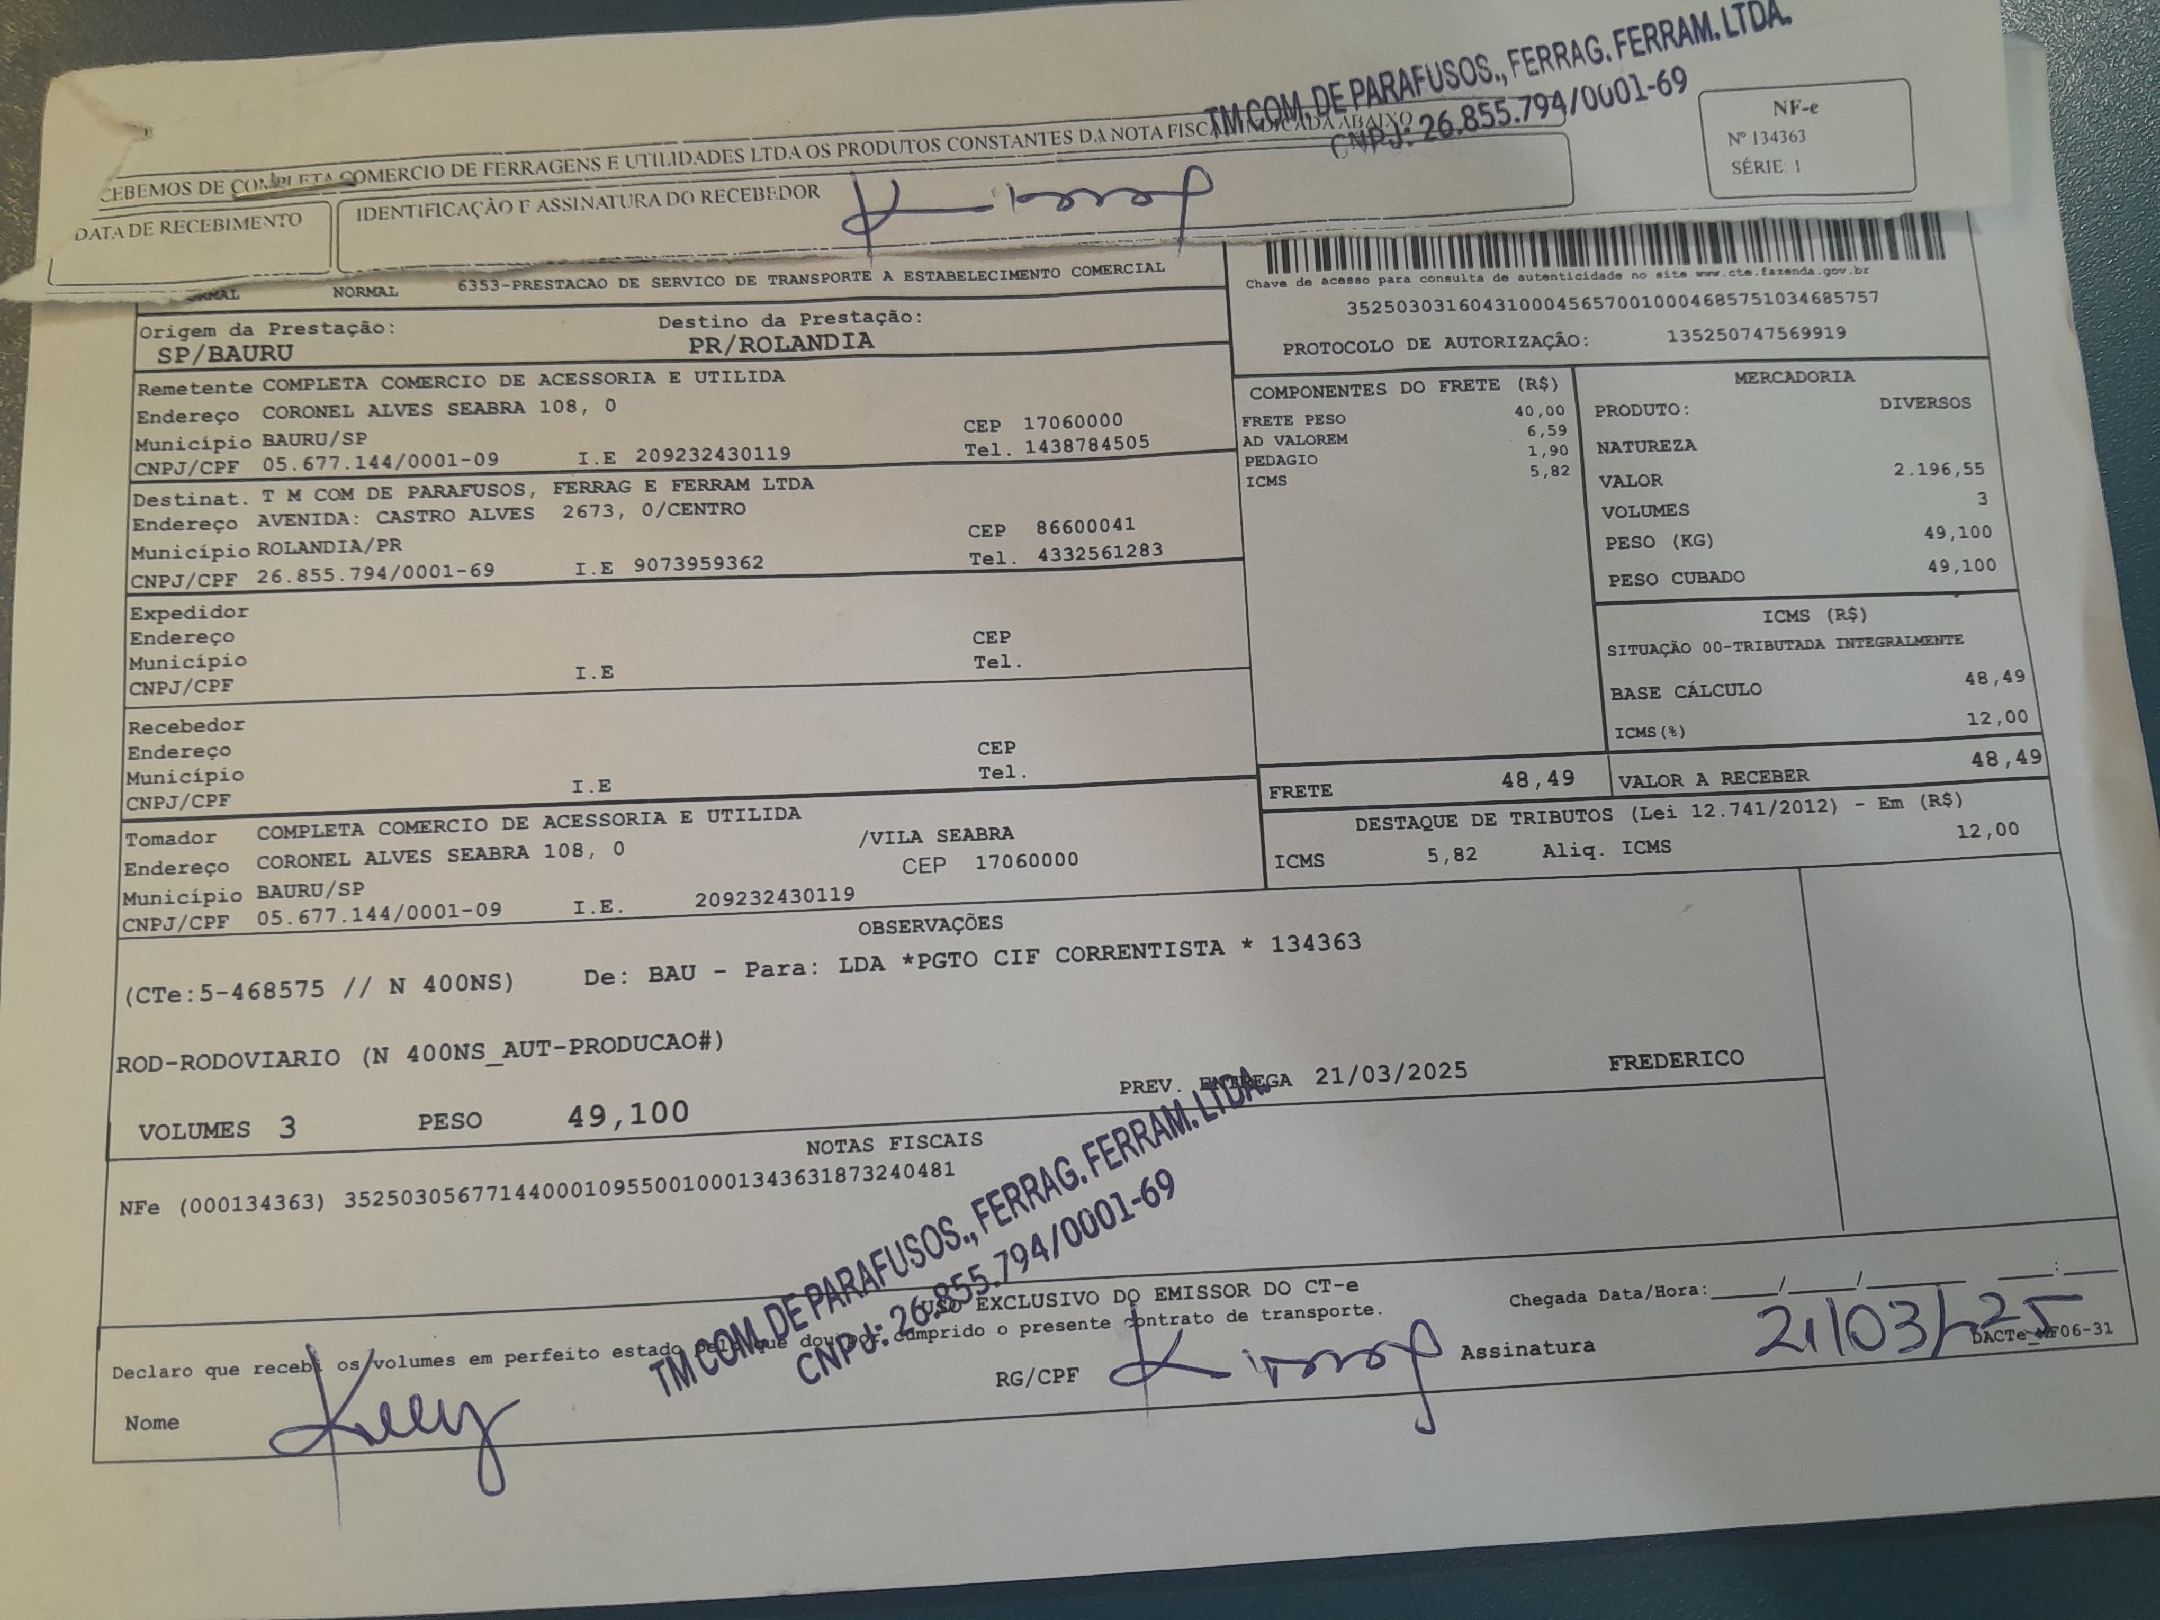 TM COM. DE PARAFUSOS., FERRAG. FERRAM. LTDA.
CNPJ: 26.855.794/0001-69
CEBEMOS DE COMPLETA COMERCIO DE FERRAGENS E UTILIDADES LTDA OS PRODUTOS CONSTANTES DA NOTA FISCAL INDICADA ABAIXO
NF-e
Nº 134363
SÉRIE: 1
DATA DE RECEBIMENTO
IDENTIFICAÇÃO E ASSINATURA DO RECEBEDOR
NORMAL 6353-PRESTACAO DE SERVICO DE TRANSPORTE A ESTABELECIMENTO COMERCIAL
Chave de acesso para consulta de autenticidade no site www.cte.fazenda.gov.br
35250303160431000456570010004685751034685757
PROTOCOLO DE AUTORIZAÇÃO: 135250747569919
Origem da Prestação: Destino da Prestação:
SP/BAURU PR/ROLANDIA
Remetente COMPLETA COMERCIO DE ACESSORIA E UTILIDA
Endereço CORONEL ALVES SEABRA 108, 0
Município BAURU/SP CEP 17060000
CNPJ/CPF 05.677.144/0001-09 I.E 209232430119 Tel. 1438784505
Destinat. T M COM DE PARAFUSOS, FERRAG E FERRAM LTDA
Endereço AVENIDA: CASTRO ALVES 2673, 0/CENTRO
Município ROLANDIA/PR CEP 86600041
CNPJ/CPF 26.855.794/0001-69 I.E 9073959362 Tel. 4332561283
Expedidor
Endereço
Município CEP
CNPJ/CPF I.E Tel.
Recebedor
Endereço
Município CEP
CNPJ/CPF I.E Tel.
Tomador COMPLETA COMERCIO DE ACESSORIA E UTILIDA
Endereço CORONEL ALVES SEABRA 108, 0 /VILA SEABRA
Município BAURU/SP CEP 17060000
CNPJ/CPF 05.677.144/0001-09 I.E. 209232430119
COMPONENTES DO FRETE (R$)
FRETE PESO 40,00
AD VALOREM 6,59
PEDAGIO 1,90
ICMS 5,82
MERCADORIA
PRODUTO: DIVERSOS
NATUREZA
VALOR 2.196,55
VOLUMES 3
PESO (KG) 49,100
PESO CUBADO 49,100
ICMS (R$)
SITUAÇÃO 00-TRIBUTADA INTEGRALMENTE
BASE CÁLCULO 48,49
ICMS(%) 12,00
FRETE 48,49 VALOR A RECEBER 48,49
DESTAQUE DE TRIBUTOS (Lei 12.741/2012) - Em (R$)
ICMS 5,82 Aliq. ICMS 12,00
OBSERVAÇÕES
(CTe:5-468575 // N 400NS) De: BAU - Para: LDA *PGTO CIF CORRENTISTA * 134363
ROD-RODOVIARIO (N 400NS_AUT-PRODUCAO#)
PREV. ENTREGA 21/03/2025 FREDERICO
VOLUMES 3 PESO 49,100
NOTAS FISCAIS
NFe (000134363) 35250305677144000109550010001343631873240481
TM COM. DE PARAFUSOS., FERRAG. FERRAM. LTDA.
CNPJ: 26.855.794/0001-69
USO EXCLUSIVO DO EMISSOR DO CT-e
Chegada Data/Hora:_____/_____/_______ ____:____
Declaro que recebi os volumes em perfeito estado pelo que dou por cumprido o presente contrato de transporte.
21/03/25
DACTe_MF06-31
Nome Kelly RG/CPF Assinatura